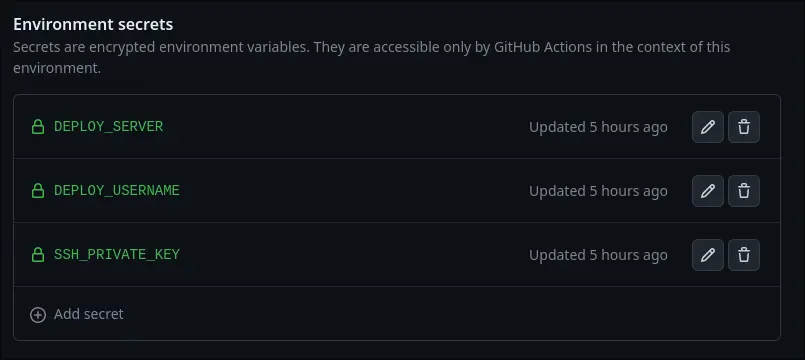 Environment secrets
Secrets are encrypted environment variables. They are accessible only by GitHub Actions in the context of this
environment.
DEPLOY_SERVER Updated 5 hours ago
DEPLOY_USERNAME Updated 5 hours ago
SSH_PRIVATE_KEY Updated 5 hours ago
Add secret